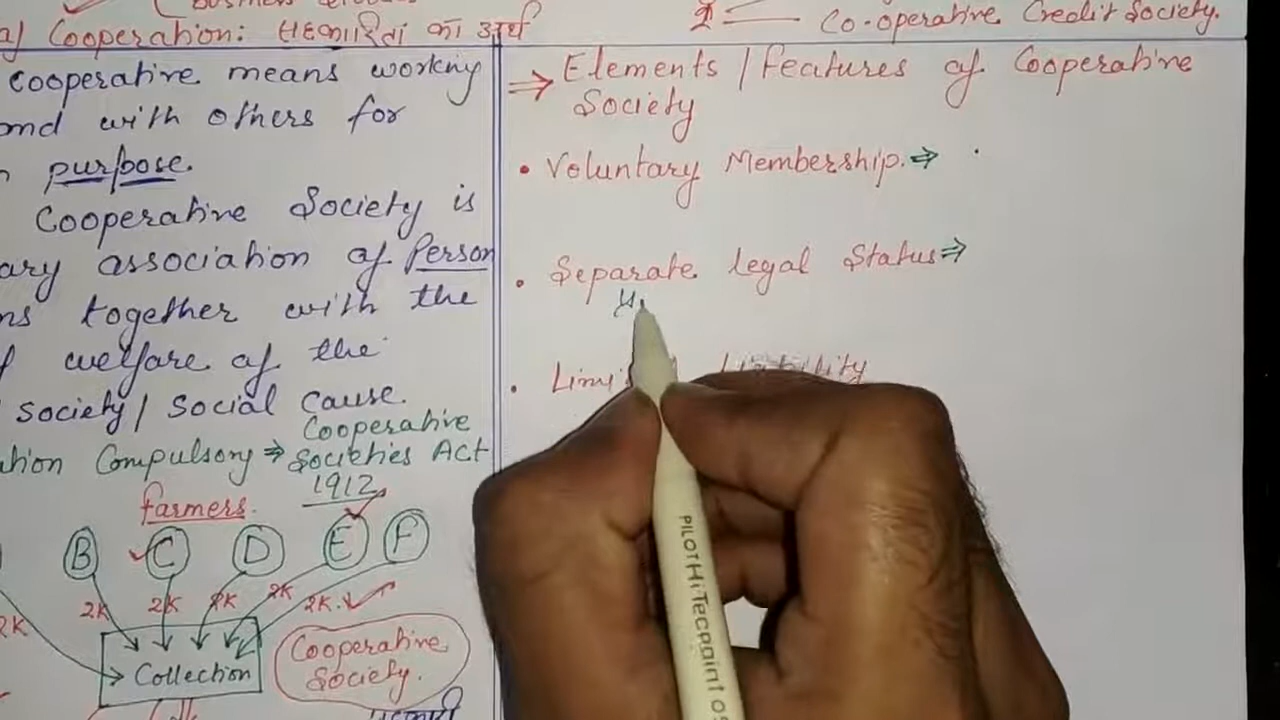 a) Cooperation: सहकारिता का अर्थ
cooperative means working
and with others for
purpose.
Cooperative Society is
ary association of Person
ns together with the
f welfare of the
society/ social cause.
ation Compulsory ⇒ Cooperative
Societies Act
1912
farmers.
B C D E F
2K 2K 2K 2K 2K 2K.
Collection
Cooperative
Society.
Co-operative Credit Society.
⇒ Elements / Features of Cooperative
Society
• Voluntary Membership. ⇒
• Separate legal Status ⇒
• Limi Liability
PILOT HI-TECPOINT 05